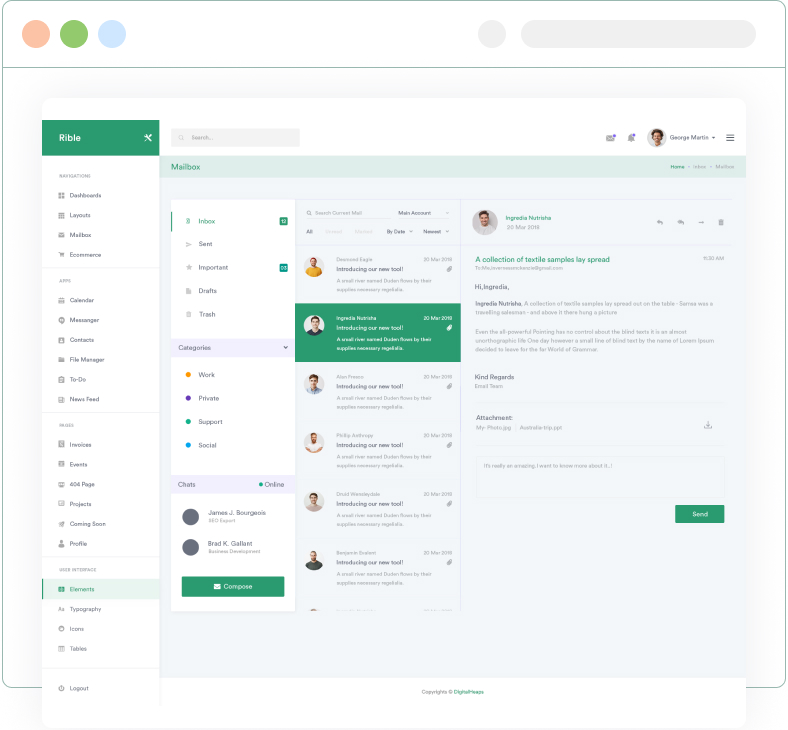 Rible
Search...
George Martin
Mailbox
Home - Inbox - Mailbox
NAVIGATIONS
Dashboards
Layouts
Mailbox
Ecommerce
APPS
Calendar
Messanger
Contacts
File Manager
To-Do
News Feed
PAGES
Invoices
Events
404 Page
Projects
Coming Soon
Profile
USER INTERFACE
Elements
Aa Typography
Icons
Tables
Logout
Inbox 12
Sent
Important 03
Drafts
Trash
Categories
Work
Private
Support
Social
Chats Online
James J. Bourgeois
SEO Expert
Brad K. Gallant
Business Development
Compose
Search Current Mail Main Account
All Unread By Date Newest
Desmond Eagle 20 Mar 2018
Introducing our new tool!
A small river named Duden flows by their
supplies necessary regelialia.
Ingredia Nutrisha 20 Mar 2018
Introducing our new tool!
A small river named Duden flows by their
supplies necessary regelialia.
Alan Fresco 20 Mar 2018
Introducing our new tool!
A small river named Duden flows by their
supplies necessary regelialia.
Phillip Anthropy 20 Mar 2018
Introducing our new tool!
A small river named Duden flows by their
supplies necessary regelialia.
Druid Wensleydale 20 Mar 2018
Introducing our new tool!
A small river named Duden flows by their
supplies necessary regelialia.
Benjamin Evalent 20 Mar 2018
Introducing our new tool!
A small river named Duden flows by their
supplies necessary regelialia.
Ingredia Nutrisha
20 Mar 2018
A collection of textile samples lay spread 11:30 AM
Hi,Ingredia,
Ingredia Nutrisha, A collection of textile samples lay spread out on the table - Samsa was a
travelling salesman - and above it there hung a picture
Even the all-powerful Pointing has no control about the blind texts it is an almost
unorthographic life One day however a small line of blind text by the name of Lorem Ipsum
decided to leave for the far World of Grammar.
Kind Regards
Email Team
Attachment:
My- Photo.jpg Australia-trip.ppt
it's really an amazing,I want to know more about it..!
Send
Copyrights © DigitalHeaps